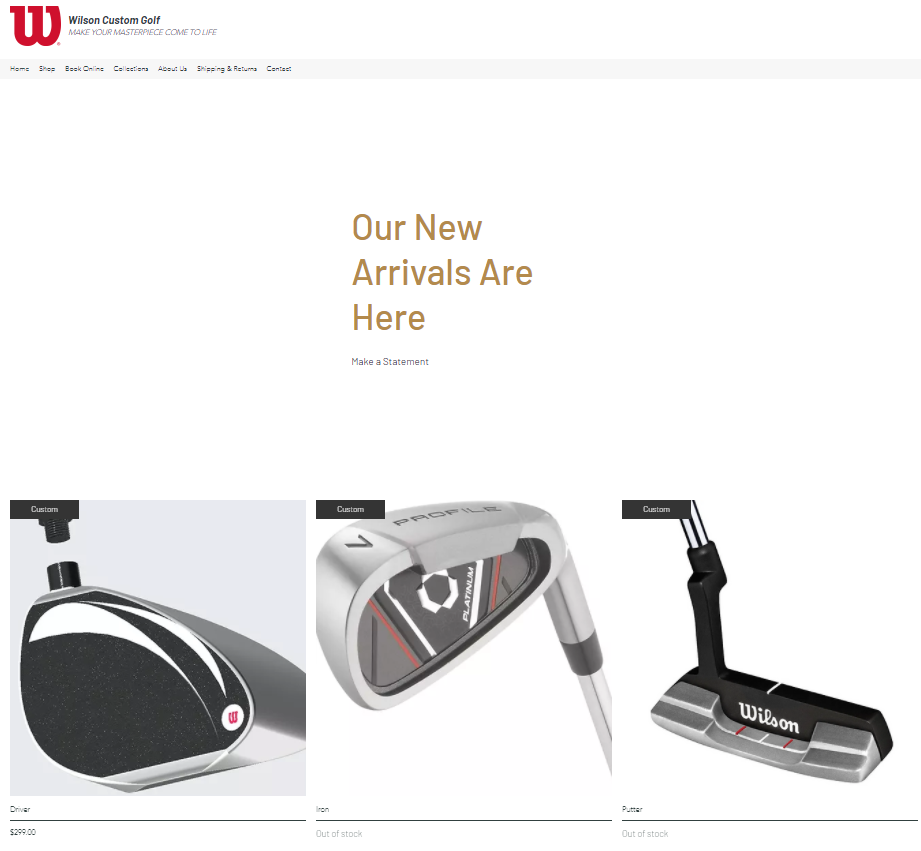 W
Wilson Custom Golf
MAKE YOUR MASTERPIECE COME TO LIFE
Home Shop Book Online Collections About Us Shipping & Returns Contact
Our New
Arrivals Are
Here
Make a Statement
Custom
Custom
Custom
PROFILE
PLATINUM
Wilson
W
Driver
Iron
Putter
$299.00
Out of stock
Out of stock